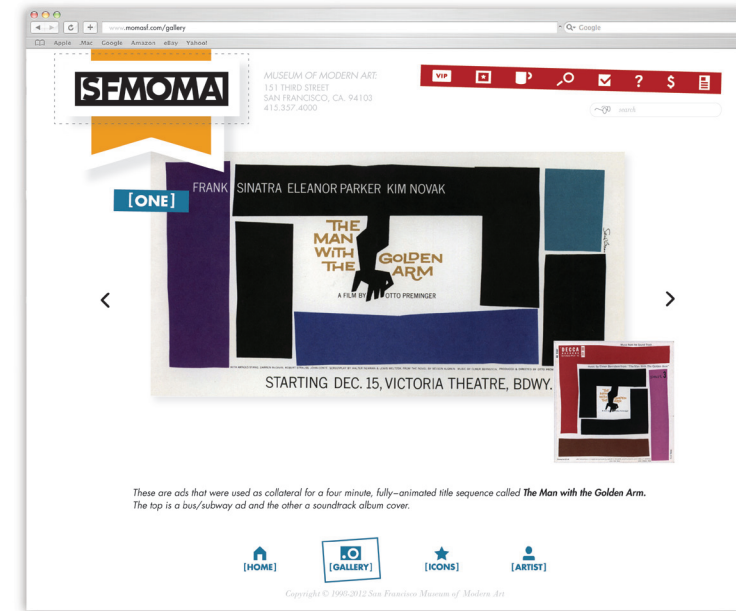 www.momasf.com/gallery
Google
Apple Mac Google Amazon eBay Yahoo!
SFMOMA
MUSEUM OF MODERN ART:
151 THIRD STREET
SAN FRANCISCO, CA. 94103
415.357.4000
VIP
? $
search
[ONE]
FRANK SINATRA ELEANOR PARKER KIM NOVAK
THE
MAN
WITH
THE
GOLDEN
ARM
A FILM BY OTTO PREMINGER
STARTING DEC. 15, VICTORIA THEATRE, BDWY.
DECCA
These are ads that were used as collateral for a four minute, fully-animated title sequence called The Man with the Golden Arm.
The top is a bus/subway ad and the other a soundtrack album cover.
[HOME]
[GALLERY]
[ICONS]
[ARTIST]
Copyright © 1998-2012 San Francisco Museum of Modern Art